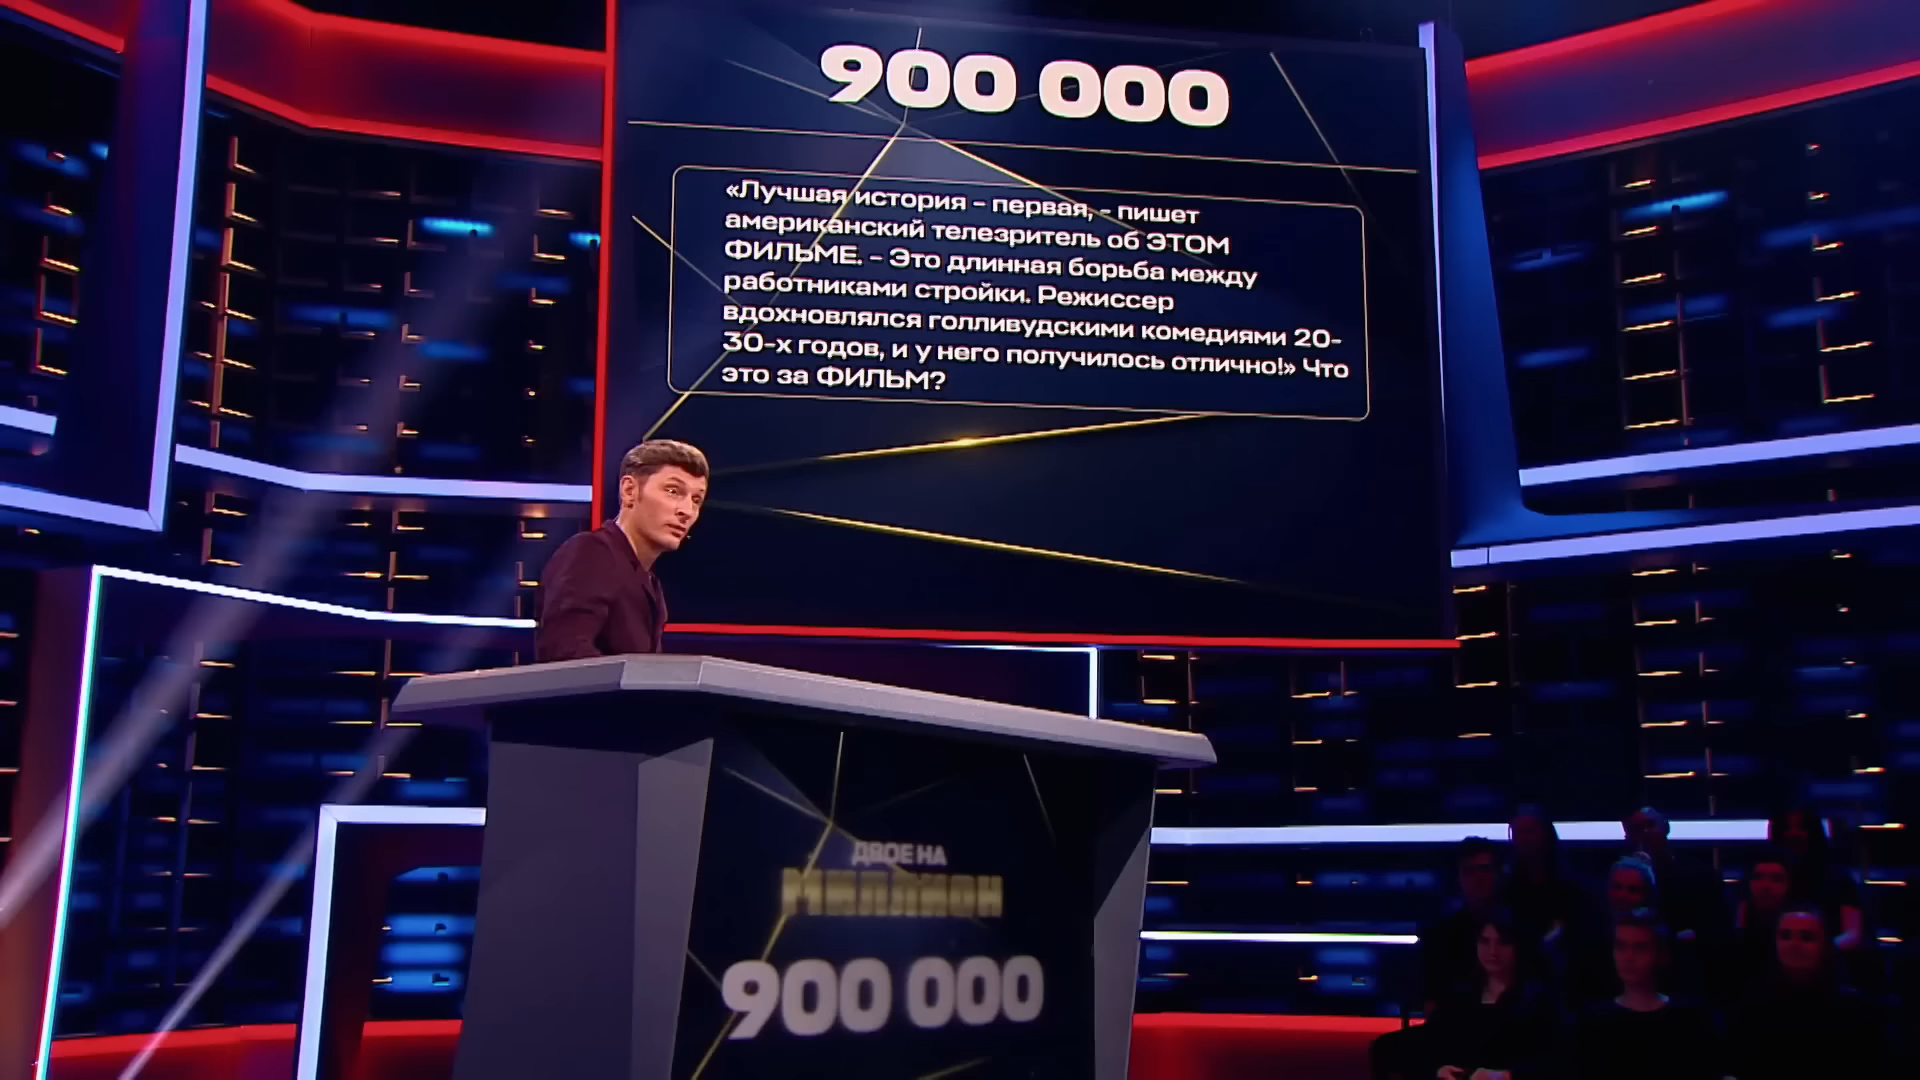 900 000
«Лучшая история – первая, – пишет
американский телезритель об ЭТОМ
ФИЛЬМЕ. – Это длинная борьба между
работниками стройки. Режиссер
вдохновлялся голливудскими комедиями 20-
30-х годов, и у него получилось отлично!» Что
это за ФИЛЬМ?
ДВОЕ НА
МИЛЛИОН
900 000